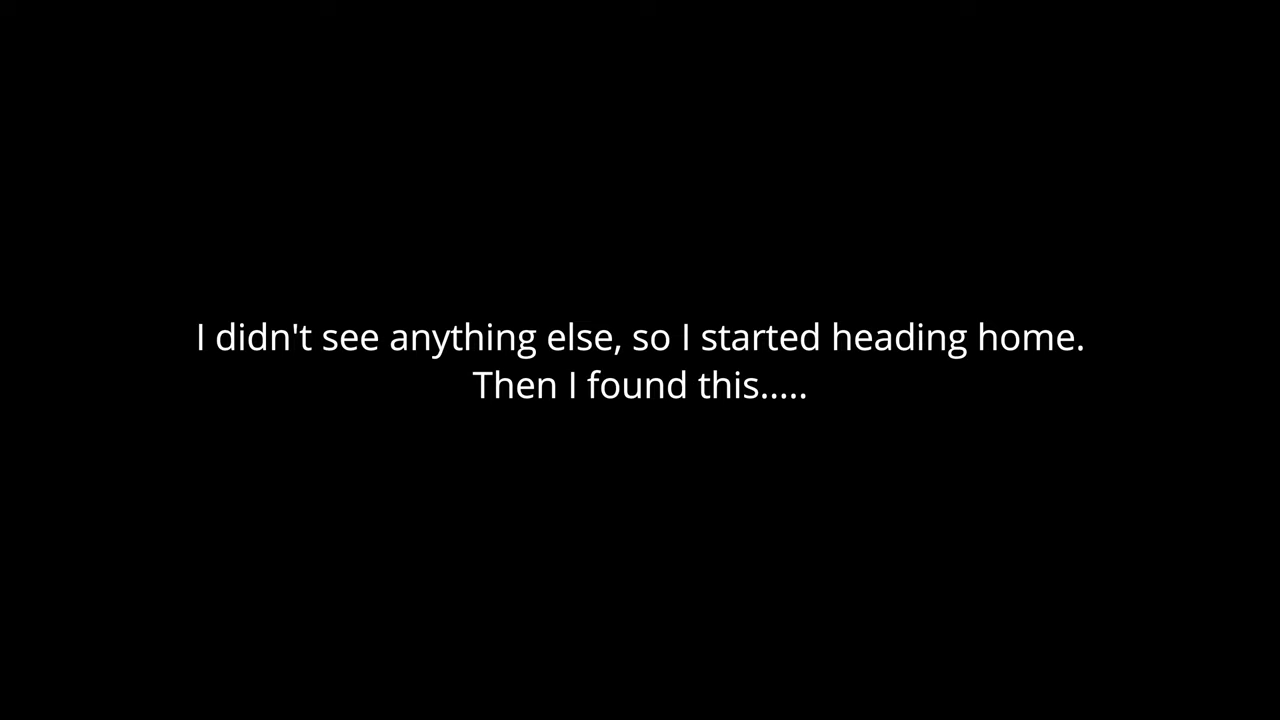 I didn't see anything else, so I started heading home.
Then I found this.....